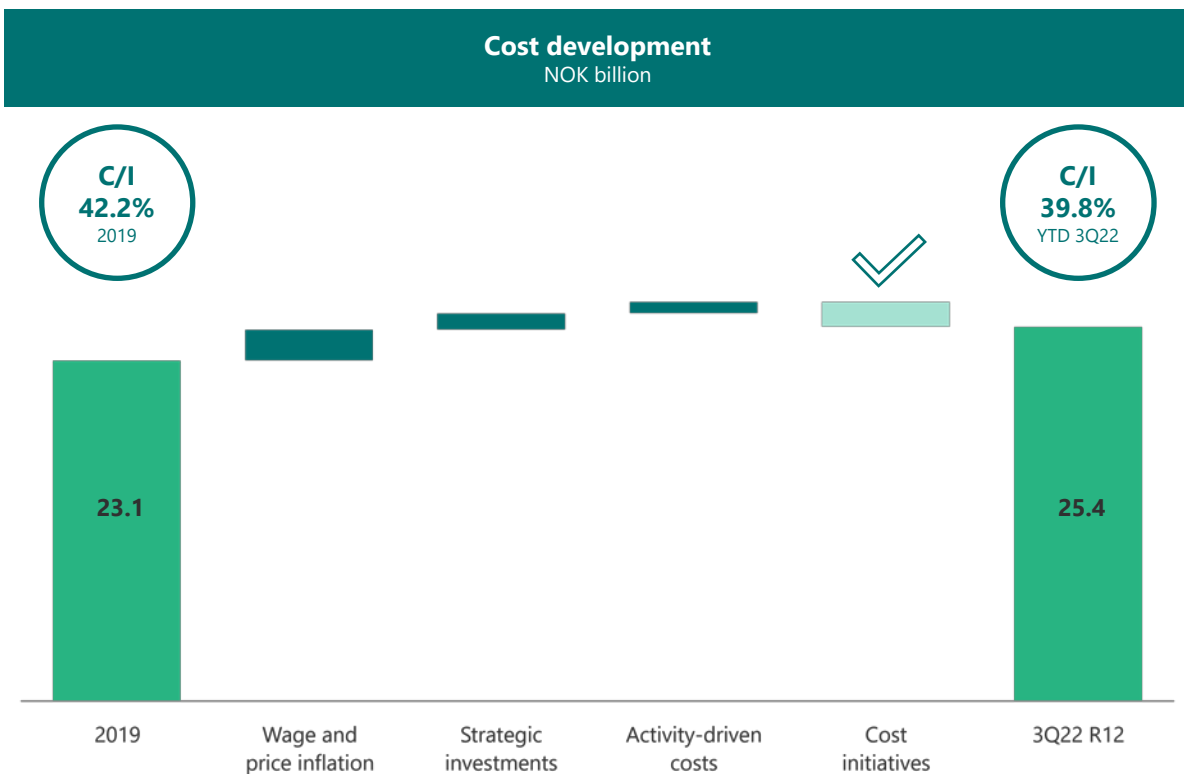 Cost development
NOK billion
C/I
42.2%
2019
C/I
39.8%
YTD 3Q22
23.1
25.4
2019
Wage and
price inflation
Strategic
investments
Activity-driven
costs
Cost
initiatives
3Q22 R12